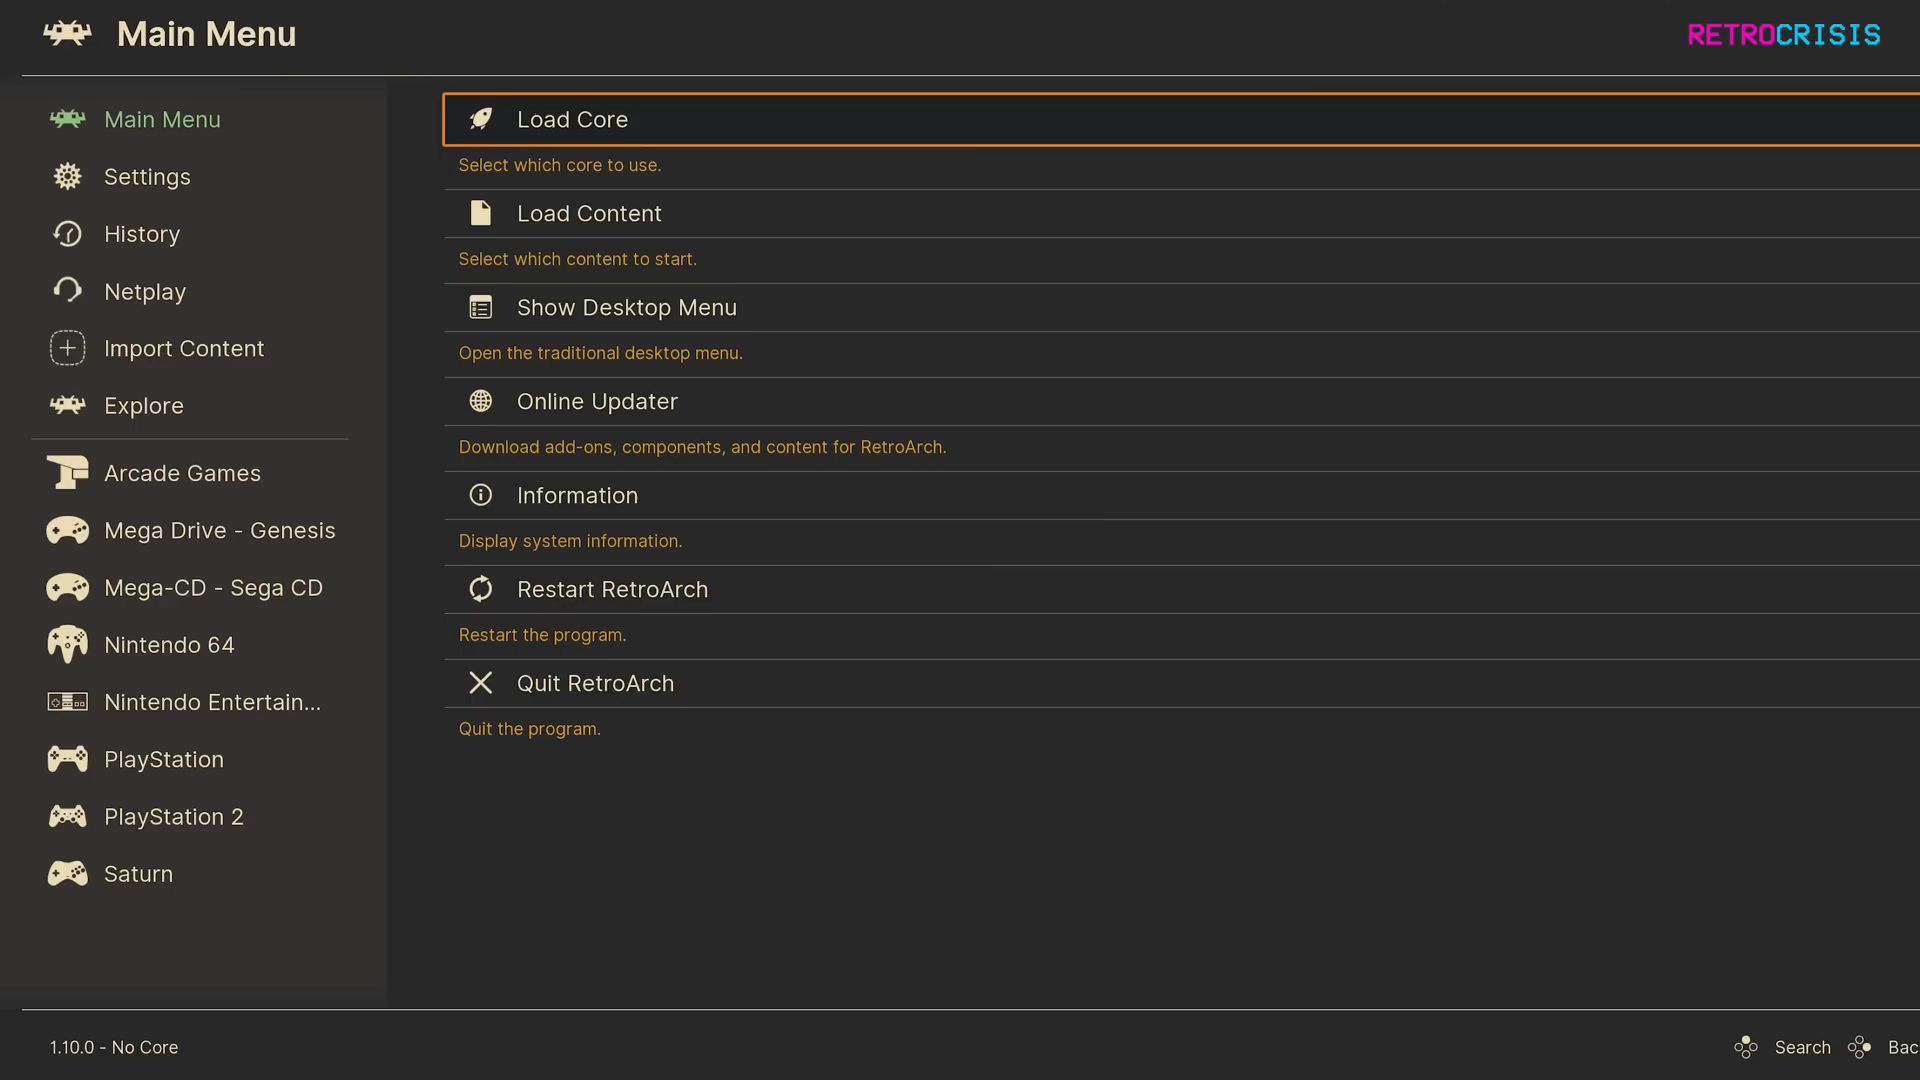 Main Menu
RETROCRISIS
Main Menu
Settings
History
Netplay
Import Content
Explore
Arcade Games
Mega Drive - Genesis
Mega-CD - Sega CD
Nintendo 64
Nintendo Entertain...
PlayStation
PlayStation 2
Saturn
Load Core
Select which core to use.
Load Content
Select which content to start.
Show Desktop Menu
Open the traditional desktop menu.
Online Updater
Download add-ons, components, and content for RetroArch.
Information
Display system information.
Restart RetroArch
Restart the program.
Quit RetroArch
Quit the program.
1.10.0 - No Core
Search
Bac